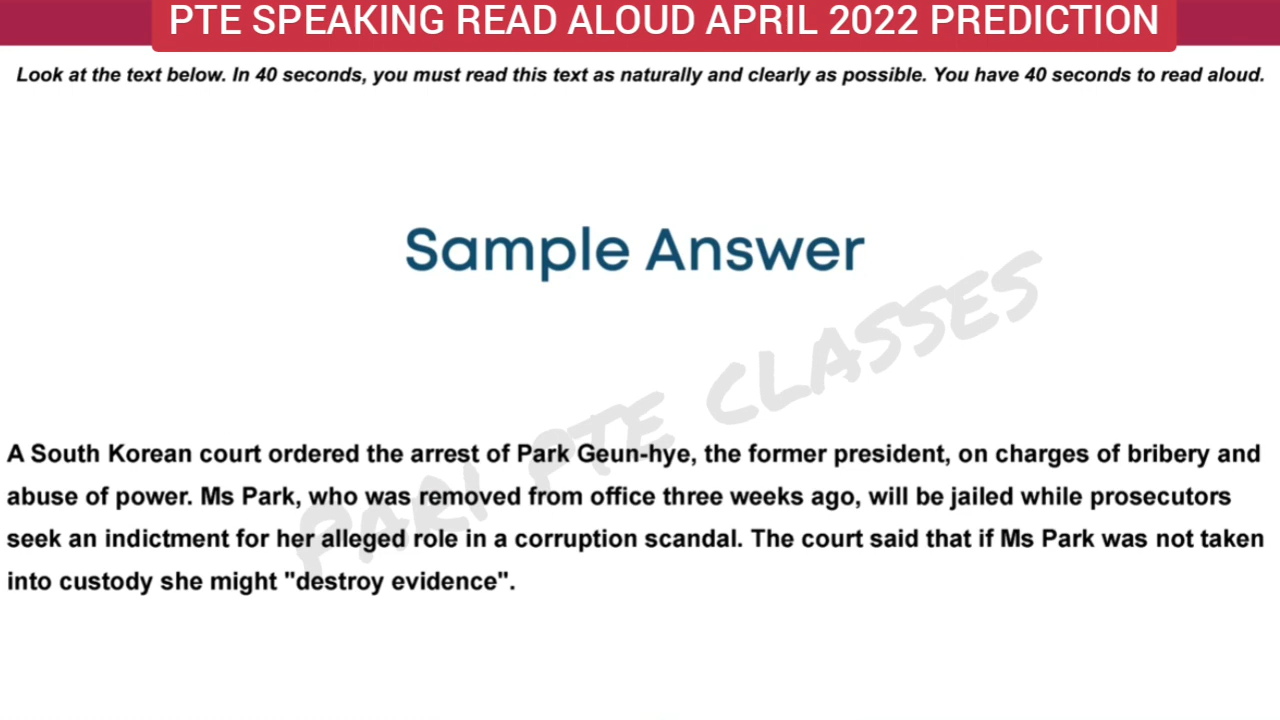 PTE SPEAKING READ ALOUD APRIL 2022 PREDICTION
Look at the text below. In 40 seconds, you must read this text as naturally and clearly as possible. You have 40 seconds to read aloud.
Sample Answer
PARI PTE CLASSES
A South Korean court ordered the arrest of Park Geun-hye, the former president, on charges of bribery and
abuse of power. Ms Park, who was removed from office three weeks ago, will be jailed while prosecutors
seek an indictment for her alleged role in a corruption scandal. The court said that if Ms Park was not taken
into custody she might "destroy evidence".